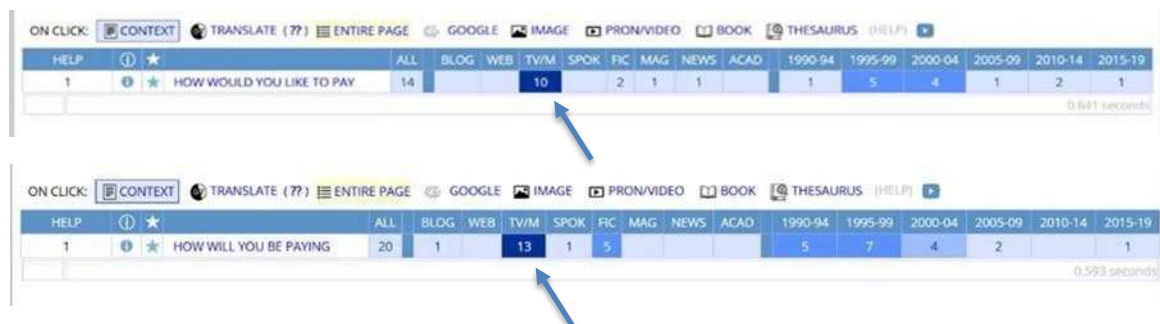 ON CLICK: CONTEXT TRANSLATE (??) ENTIRE PAGE GOOGLE IMAGE PRON/VIDEO BOOK THESAURUS (HELP)
HELP ALL BLOG WEB TV/M SPOK FIC MAG NEWS ACAD 1990-94 1995-99 2000-04 2005-09 2010-14 2015-19
1 HOW WOULD YOU LIKE TO PAY 14 10 2 1 1 1 5 4 1 2 1
0.641 seconds
ON CLICK: CONTEXT TRANSLATE (??) ENTIRE PAGE GOOGLE IMAGE PRON/VIDEO BOOK THESAURUS (HELP)
HELP ALL BLOG WEB TV/M SPOK FIC MAG NEWS ACAD 1990-94 1995-99 2000-04 2005-09 2010-14 2015-19
1 HOW WILL YOU BE PAYING 20 1 13 1 5 5 7 4 2 1
0.593 seconds